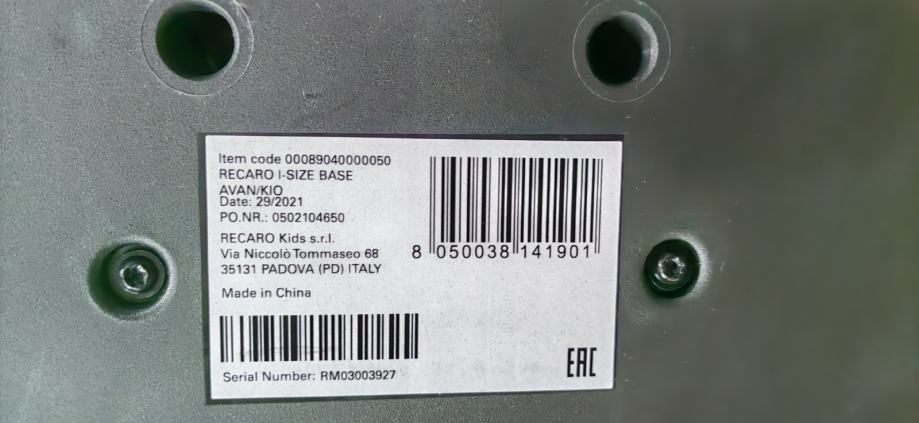 Item code 00089040000050
RECARO I-SIZE BASE
AVAN/KIO
Date: 29/2021
PO.NR.: 0502104650
RECARO Kids s.r.l.
Via Niccolò Tommaseo 68
35131 PADOVA (PD) ITALY
Made in China
8 050038 141901
Serial Number: RM03003927
EAC